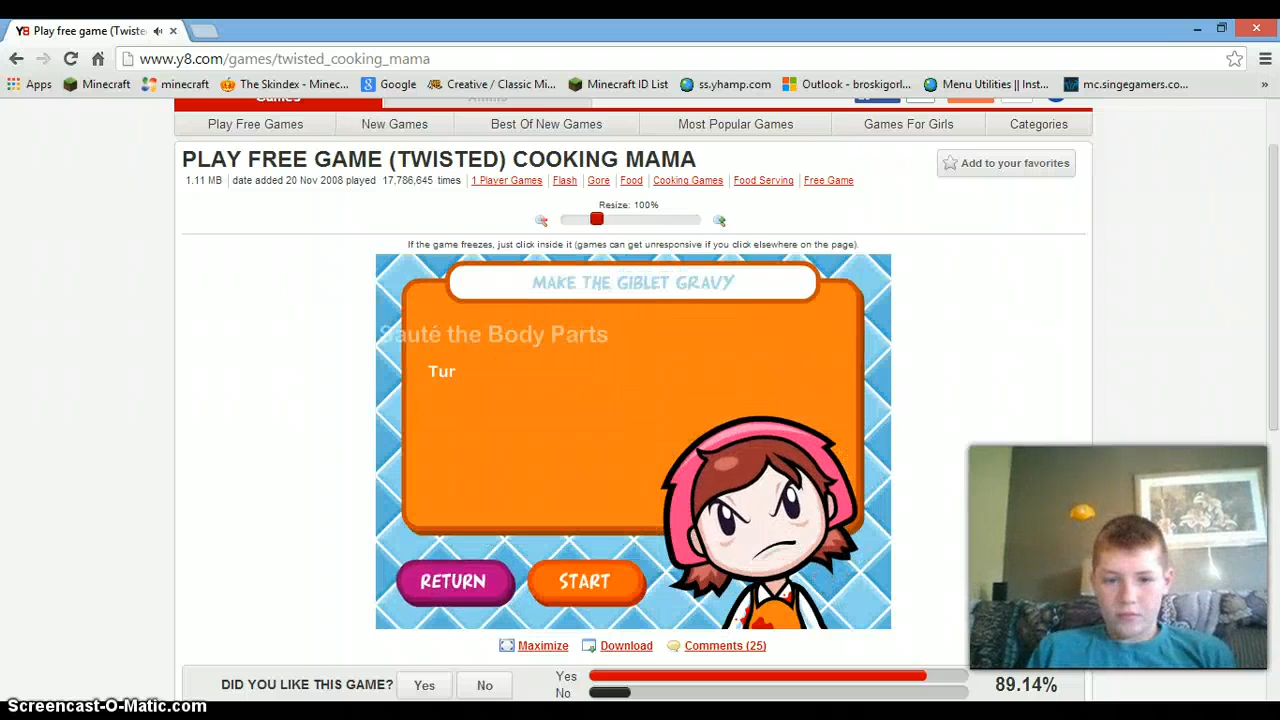 Y8 Play free game (Twiste
www.y8.com/games/twisted_cooking_mama
Apps Minecraft minecraft The Skindex - Minec... Google Creative / Classic Mi... Minecraft ID List ss.yhamp.com Outlook - broskigorl... Menu Utilities || Inst... mc.singegamers.co... »
Games
Play Free Games New Games Best Of New Games Most Popular Games Games For Girls Categories
PLAY FREE GAME (TWISTED) COOKING MAMA
Add to your favorites
1.11 MB date added 20 Nov 2008 played 17,786,645 times 1 Player Games Flash Gore Food Cooking Games Food Serving Free Game
Resize: 100%
If the game freezes, just click inside it (games can get unresponsive if you click elsewhere on the page).
MAKE THE GIBLET GRAVY
Sauté the Body Parts
Tur
RETURN START
Maximize Download Comments (25)
DID YOU LIKE THIS GAME? Yes No Yes 89.14%
No
Screencast-O-Matic.com